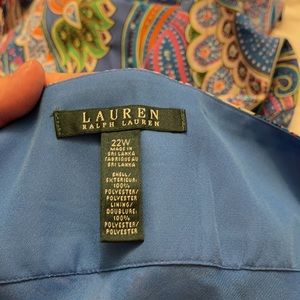 LAUREN
RALPH LAUREN
22W
MADE IN
SRI LANKA
FABRIQUÉ AU
SRI LANKA
SHELL/
EXTÉRIEUR:
100%
POLYESTER/
POLYESTER
LINING/
DOUBLURE:
100%
POLYESTER/
POLYESTER